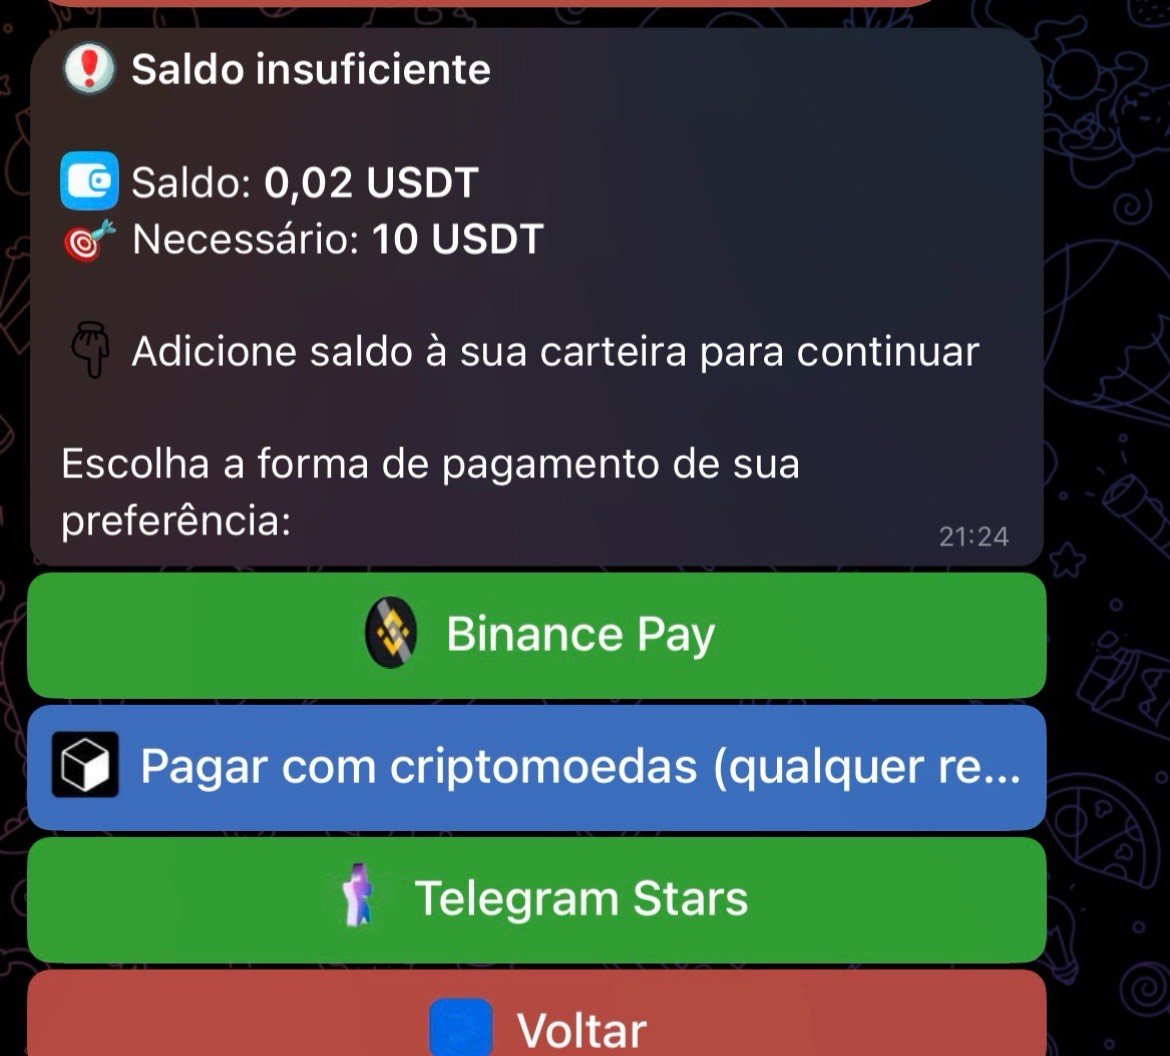 Saldo insuficiente
Saldo: 0,02 USDT
Necessário: 10 USDT
Adicione saldo à sua carteira para continuar
Escolha a forma de pagamento de sua
preferência:
21:24
Binance Pay
Pagar com criptomoedas (qualquer re...
Telegram Stars
Voltar